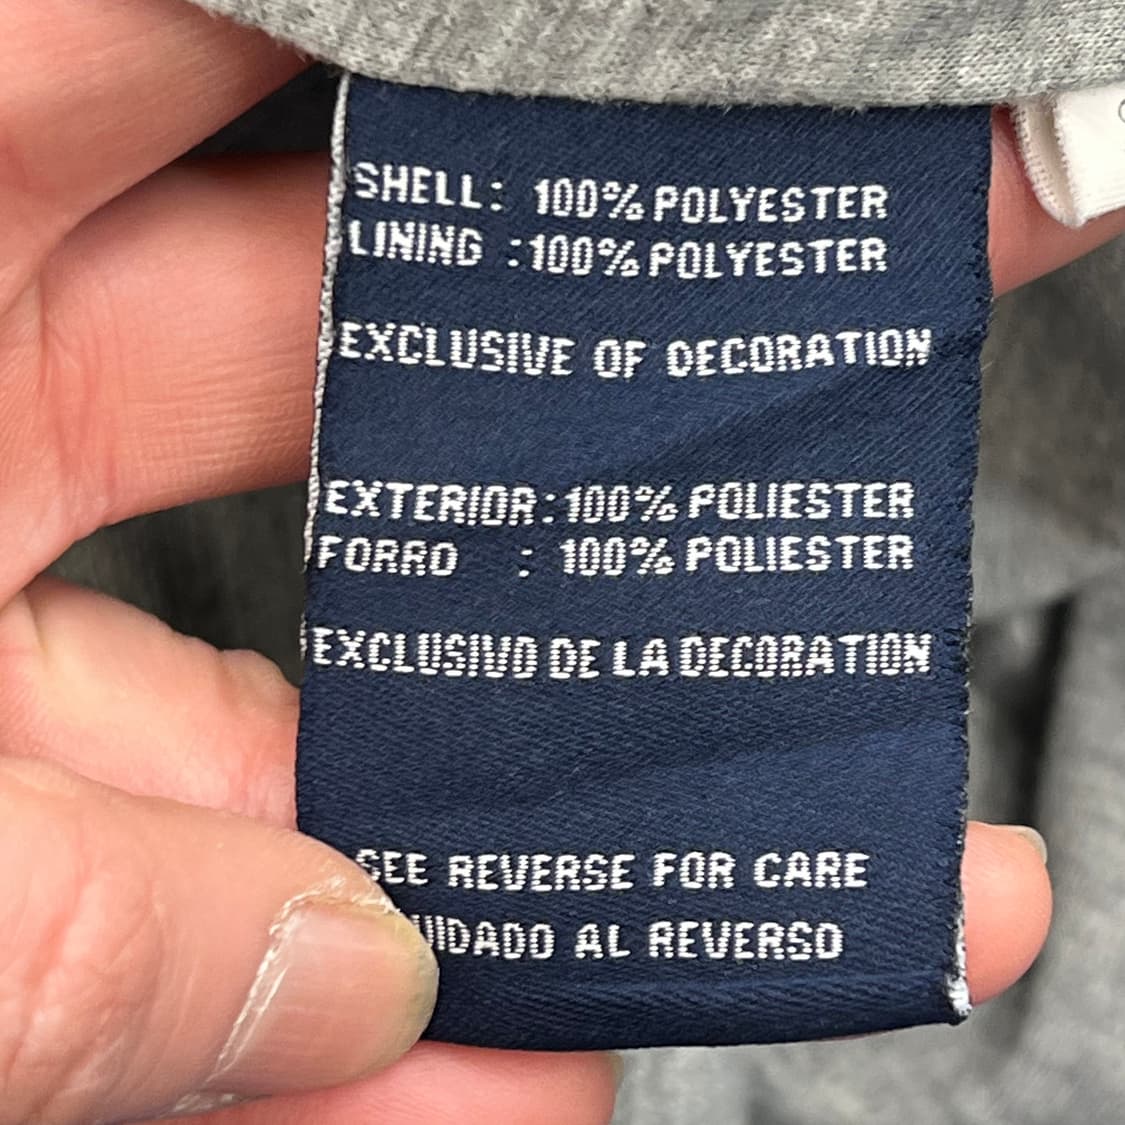 SHELL: 100% POLYESTER
LINING :100% POLYESTER
EXCLUSIVE OF DECORATION
EXTERIOR:100% POLIESTER
FORRO : 100% POLIESTER
EXCLUSIVO DE LA DECORATION
SEE REVERSE FOR CARE
AL REVERSO